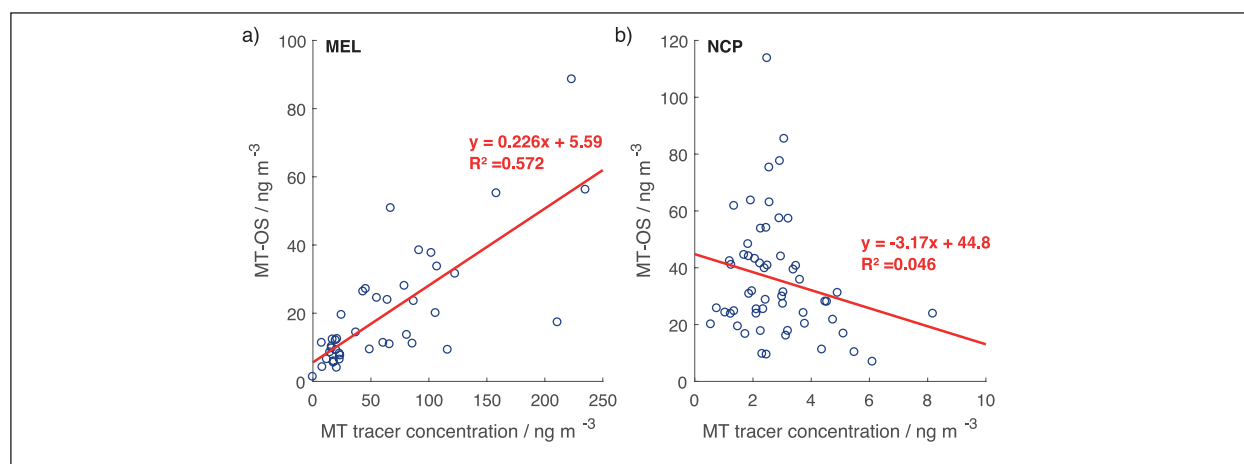 a)
MEL
100
80
60
40
20
0
MT-OS / ng m -3
y = 0.226x + 5.59
R² =0.572
0 50 100 150 200 250
MT tracer concentration / ng m -3
b)
NCP
120
100
80
60
40
20
0
MT-OS / ng m -3
y = -3.17x + 44.8
R² =0.046
0 2 4 6 8 10
MT tracer concentration / ng m -3